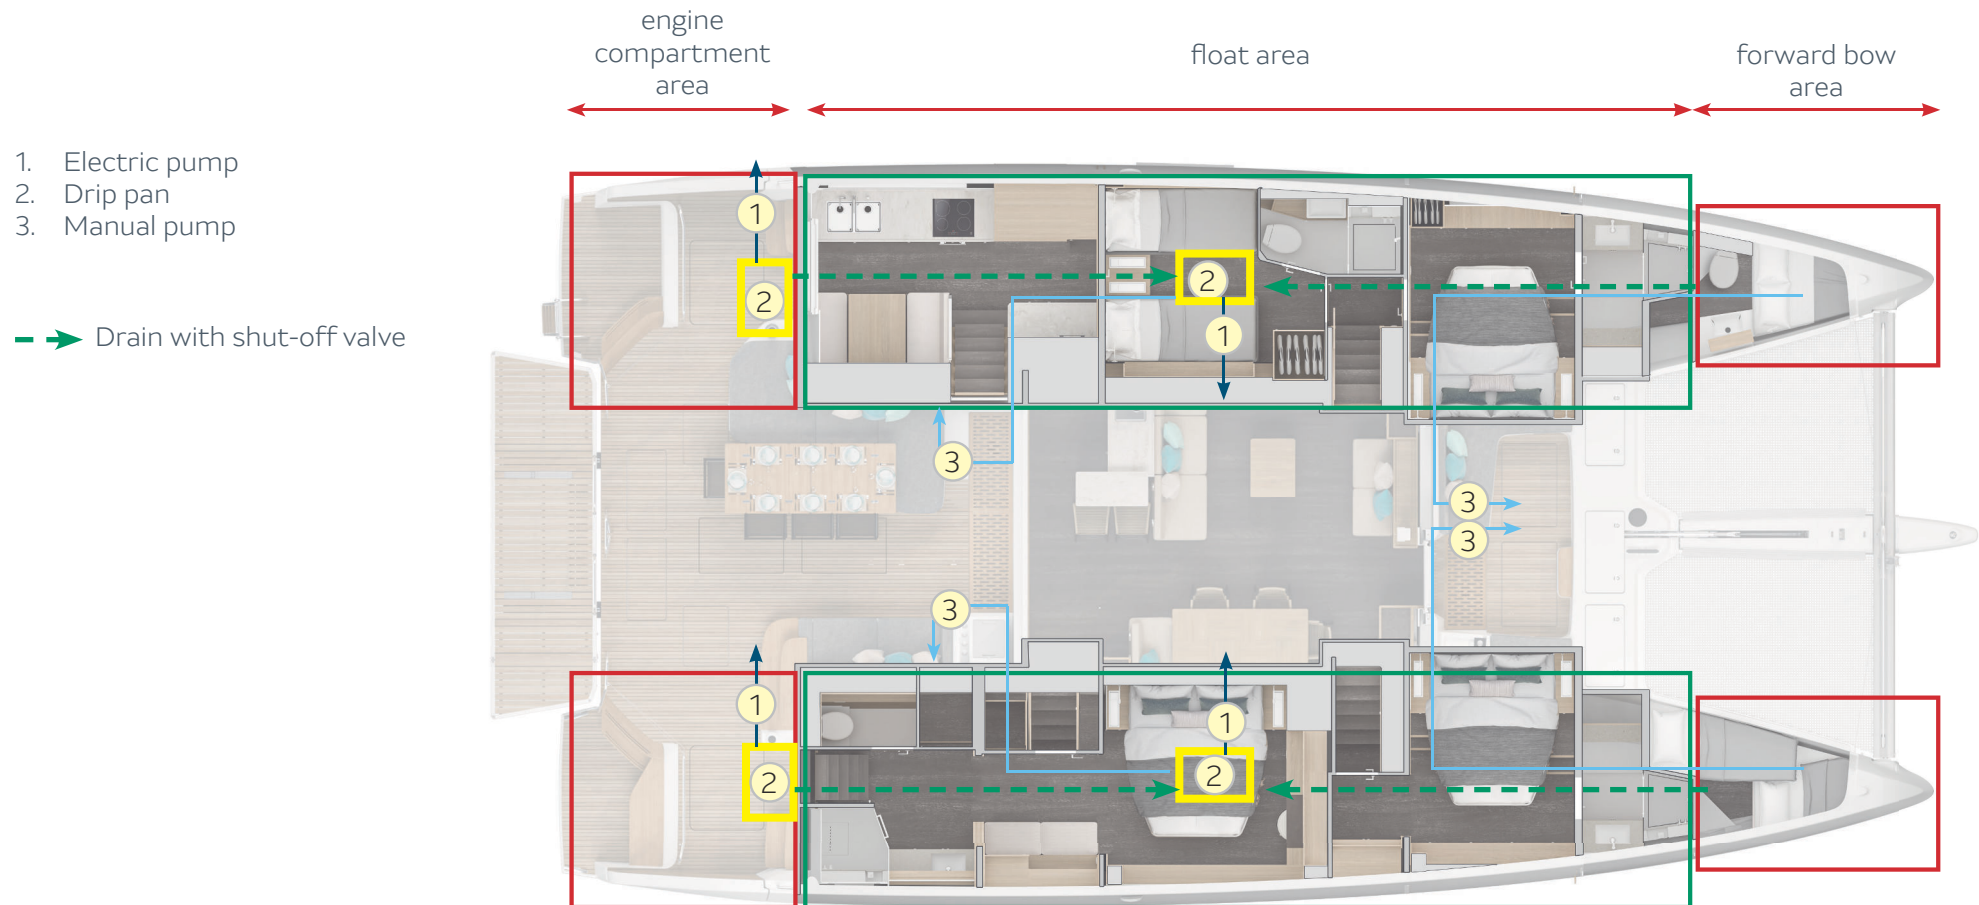 engine
compartment
area
float area
forward bow
area
1. Electric pump
2. Drip pan
3. Manual pump
Drain with shut-off valve
1
2
2
1
3
3
3
3
1
2
1
2